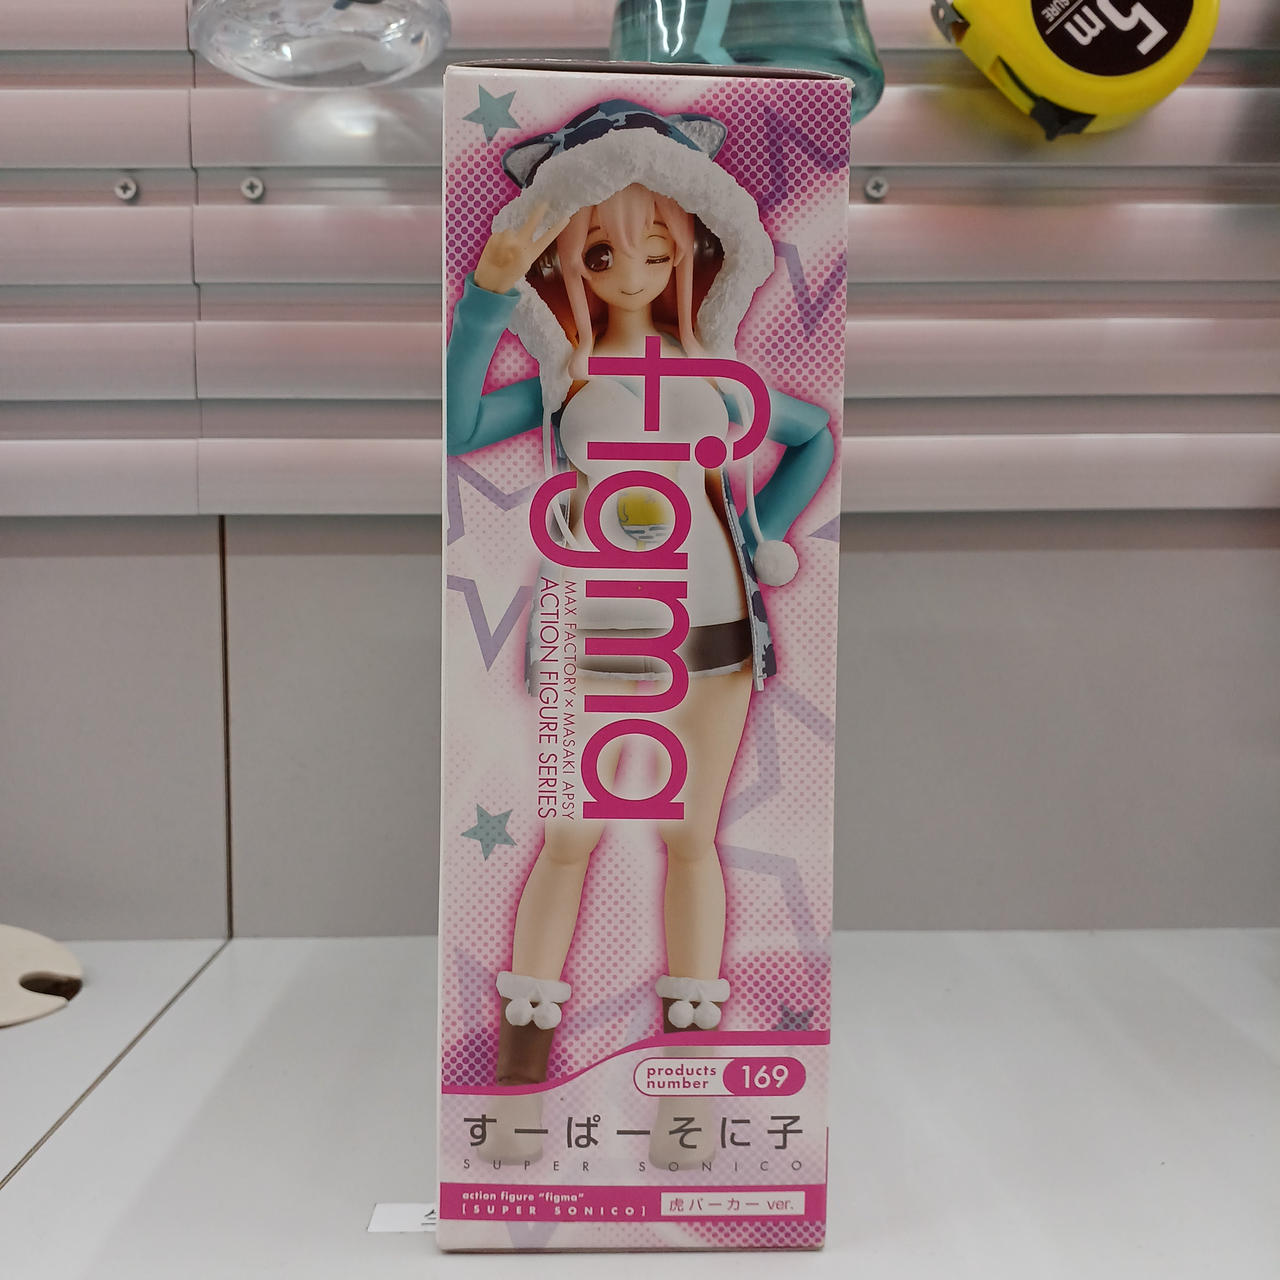 5m
SURE
figma
MAX FACTORY × MASAKI APSY
ACTION FIGURE SERIES
products
number
169
すーぱーそに子
SUPER SONICO
action figure "figma"
[SUPER SONICO]
虎パーカー ver.